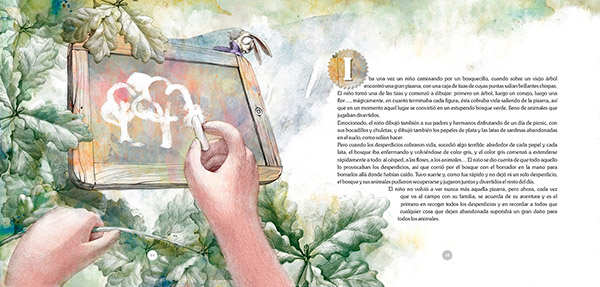 Iba una vez un niño caminando por un bosquecillo, cuando sobre un viejo árbol
encontró una gran pizarra, con una caja de tizas de cuyas puntas salían brillantes chispas.
El niño tomó una de las tizas y comenzó a dibujar: primero un árbol, luego un conejo, luego una
flor..., mágicamente, en cuanto terminaba cada figura, ésta cobraba vida saliendo de la pizarra, así
que en un momento aquel lugar se convirtió en un estupendo bosque verde, lleno de animales que
jugaban divertidos.
Emocionado, el niño dibujó también a sus padres y hermanos disfrutando de un día de picnic, con
sus bocadillos y chuletas, y dibujó también los papeles de plata y las latas de sardinas abandonadas
en el suelo, como solían hacer.
Pero cuando los desperdicios cobraron vida, sucedió algo terrible: alrededor de cada papel y cada
lata, el bosque iba enfermando y volviéndose de color gris, y el color gris comenzó a extenderse
rápidamente a todo: al césped, a las flores, a los animales... El niño se dio cuenta de que todo aquello
lo provocaban los desperdicios, así que corrió por el bosque con el borrador en la mano para
borrarlos allá donde habían caído. Tuvo suerte y, como fue rápido y no dejó ni un solo desperdicio,
el bosque y sus animales pudieron recuperarse y jugaron juntos y divertidos el resto del día.
El niño no volvió a ver nunca más aquella pizarra, pero ahora, cada vez
que va al campo con su familia, se acuerda de su aventura y es el
primero en recoger todos los desperdicios y en recordar a todos que
cualquier cosa que dejen abandonada supondrá un gran daño para
todos los animales.